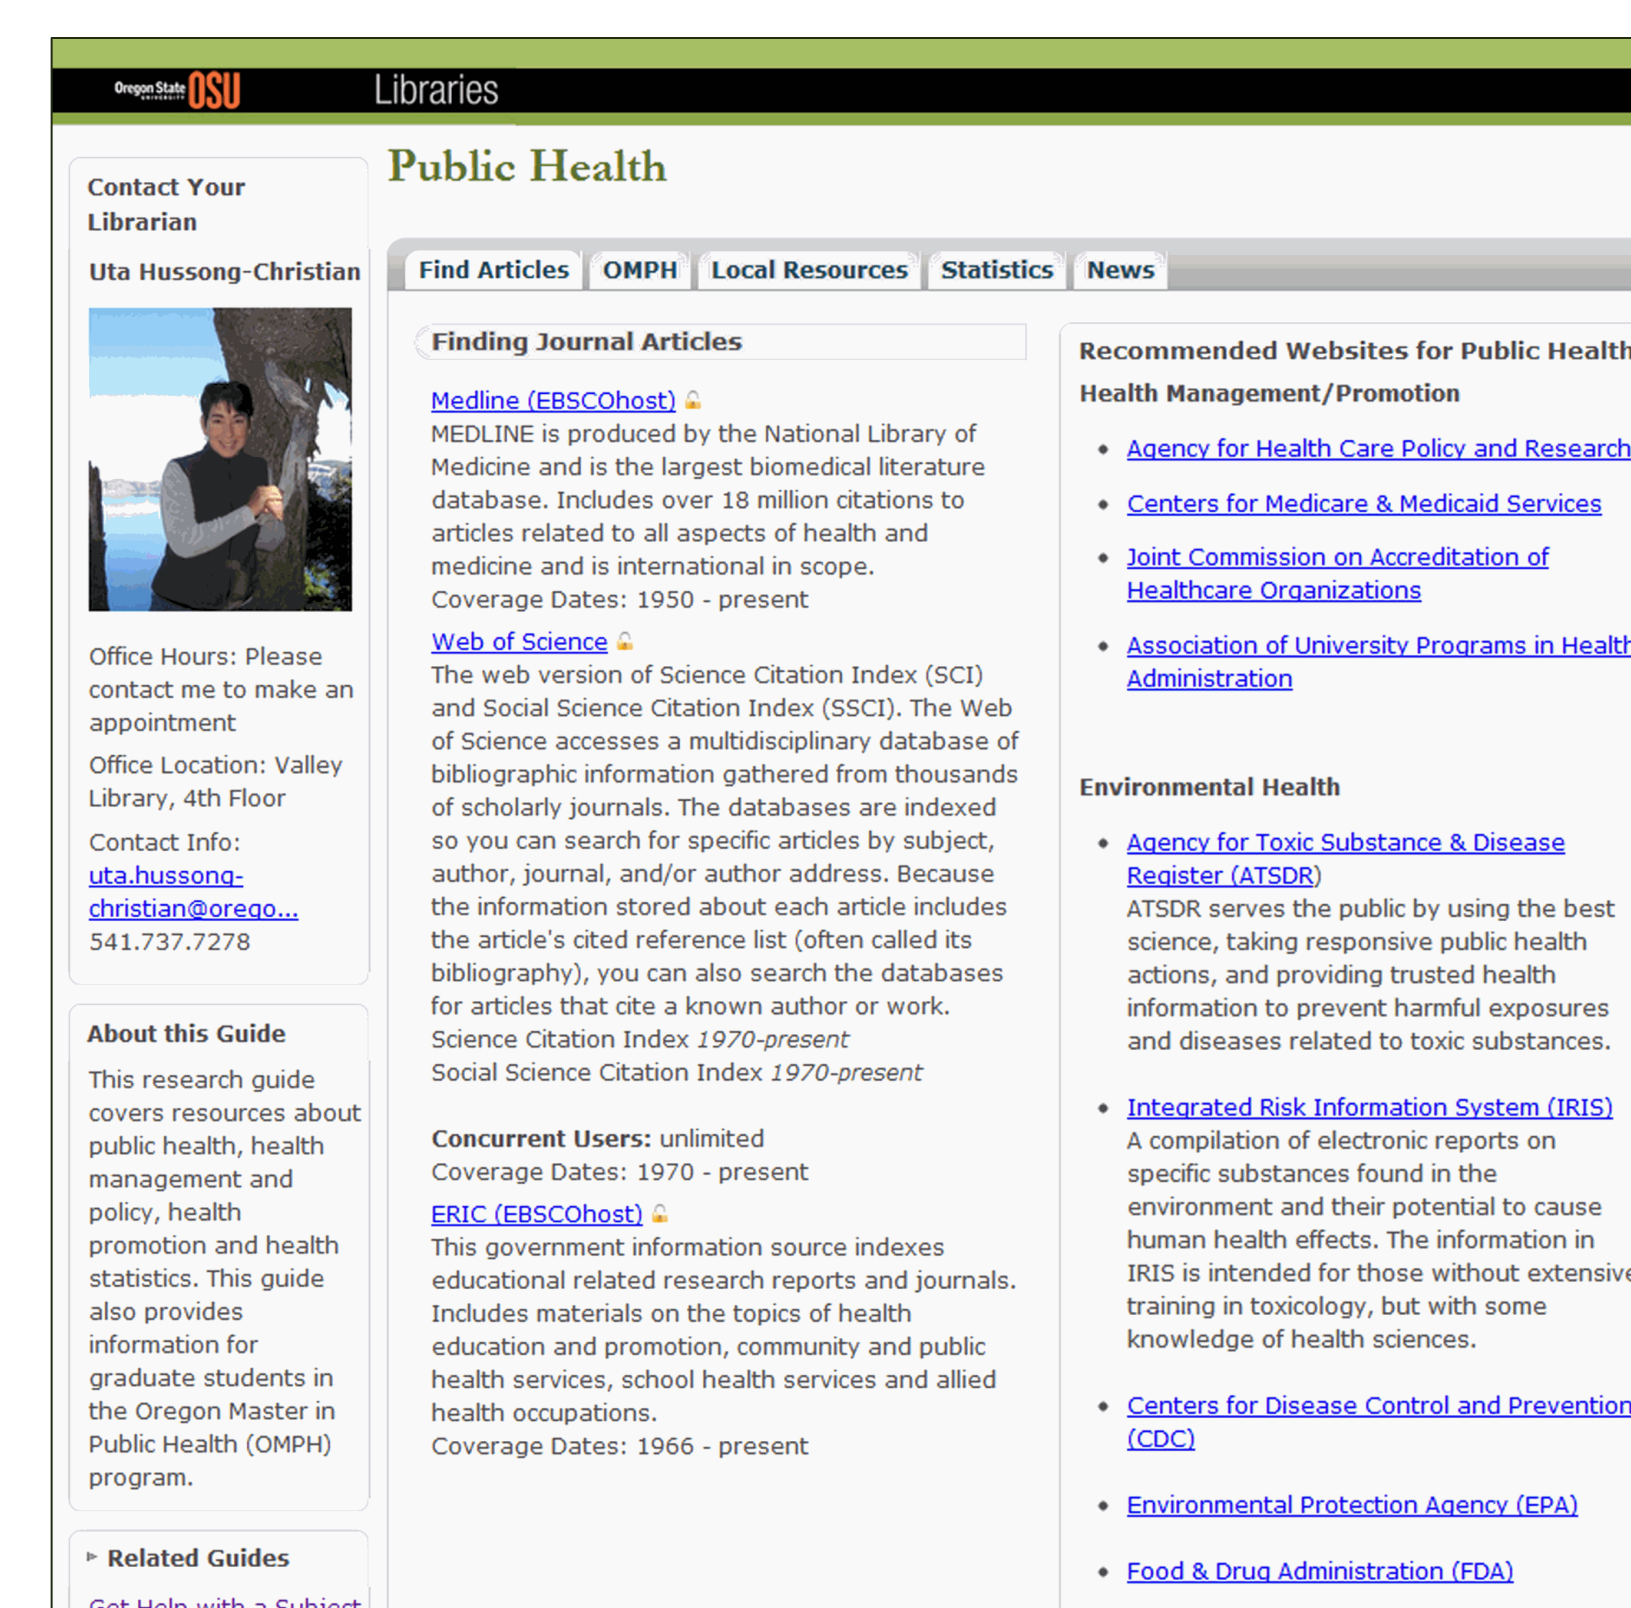 Oregon State
UNIVERSITY
OSU
Libraries
Public Health
Contact Your
Librarian
Uta Hussong-Christian
Office Hours: Please
contact me to make an
appointment
Office Location: Valley
Library, 4th Floor
Contact Info:
uta.hussong-
christian@orego...
541.737.7278
About this Guide
This research guide
covers resources about
public health, health
management and
policy, health
promotion and health
statistics. This guide
also provides
information for
graduate students in
the Oregon Master in
Public Health (OMPH)
program.
Related Guides
Get Help with a Subject
Find Articles
OMPH
Local Resources
Statistics
News
Finding Journal Articles
Medline (EBSCOhost)
MEDLINE is produced by the National Library of
Medicine and is the largest biomedical literature
database. Includes over 18 million citations to
articles related to all aspects of health and
medicine and is international in scope.
Coverage Dates: 1950 - present
Web of Science
The web version of Science Citation Index (SCI)
and Social Science Citation Index (SSCI). The Web
of Science accesses a multidisciplinary database of
bibliographic information gathered from thousands
of scholarly journals. The databases are indexed
so you can search for specific articles by subject,
author, journal, and/or author address. Because
the information stored about each article includes
the article's cited reference list (often called its
bibliography), you can also search the databases
for articles that cite a known author or work.
Science Citation Index 1970-present
Social Science Citation Index 1970-present
Concurrent Users: unlimited
Coverage Dates: 1970 - present
ERIC (EBSCOhost)
This government information source indexes
educational related research reports and journals.
Includes materials on the topics of health
education and promotion, community and public
health services, school health services and allied
health occupations.
Coverage Dates: 1966 - present
Recommended Websites for Public Health
Health Management/Promotion
Agency for Health Care Policy and Research
Centers for Medicare & Medicaid Services
Joint Commission on Accreditation of
Healthcare Organizations
Association of University Programs in Health
Administration
Environmental Health
Agency for Toxic Substance & Disease
Register (ATSDR)
ATSDR serves the public by using the best
science, taking responsive public health
actions, and providing trusted health
information to prevent harmful exposures
and diseases related to toxic substances.
Integrated Risk Information System (IRIS)
A compilation of electronic reports on
specific substances found in the
environment and their potential to cause
human health effects. The information in
IRIS is intended for those without extensive
training in toxicology, but with some
knowledge of health sciences.
Centers for Disease Control and Prevention
(CDC)
Environmental Protection Agency (EPA)
Food & Drug Administration (FDA)